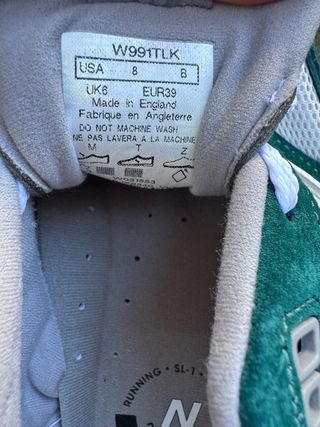 W991TLK
USA 8 B
UK6 EUR39
Made in England
Fabrique en Angleterre
DO NOT MACHINE WASH
NE PAS LAVER A LA MACHINE
M T Z
RUNNING • SL-1 •
N